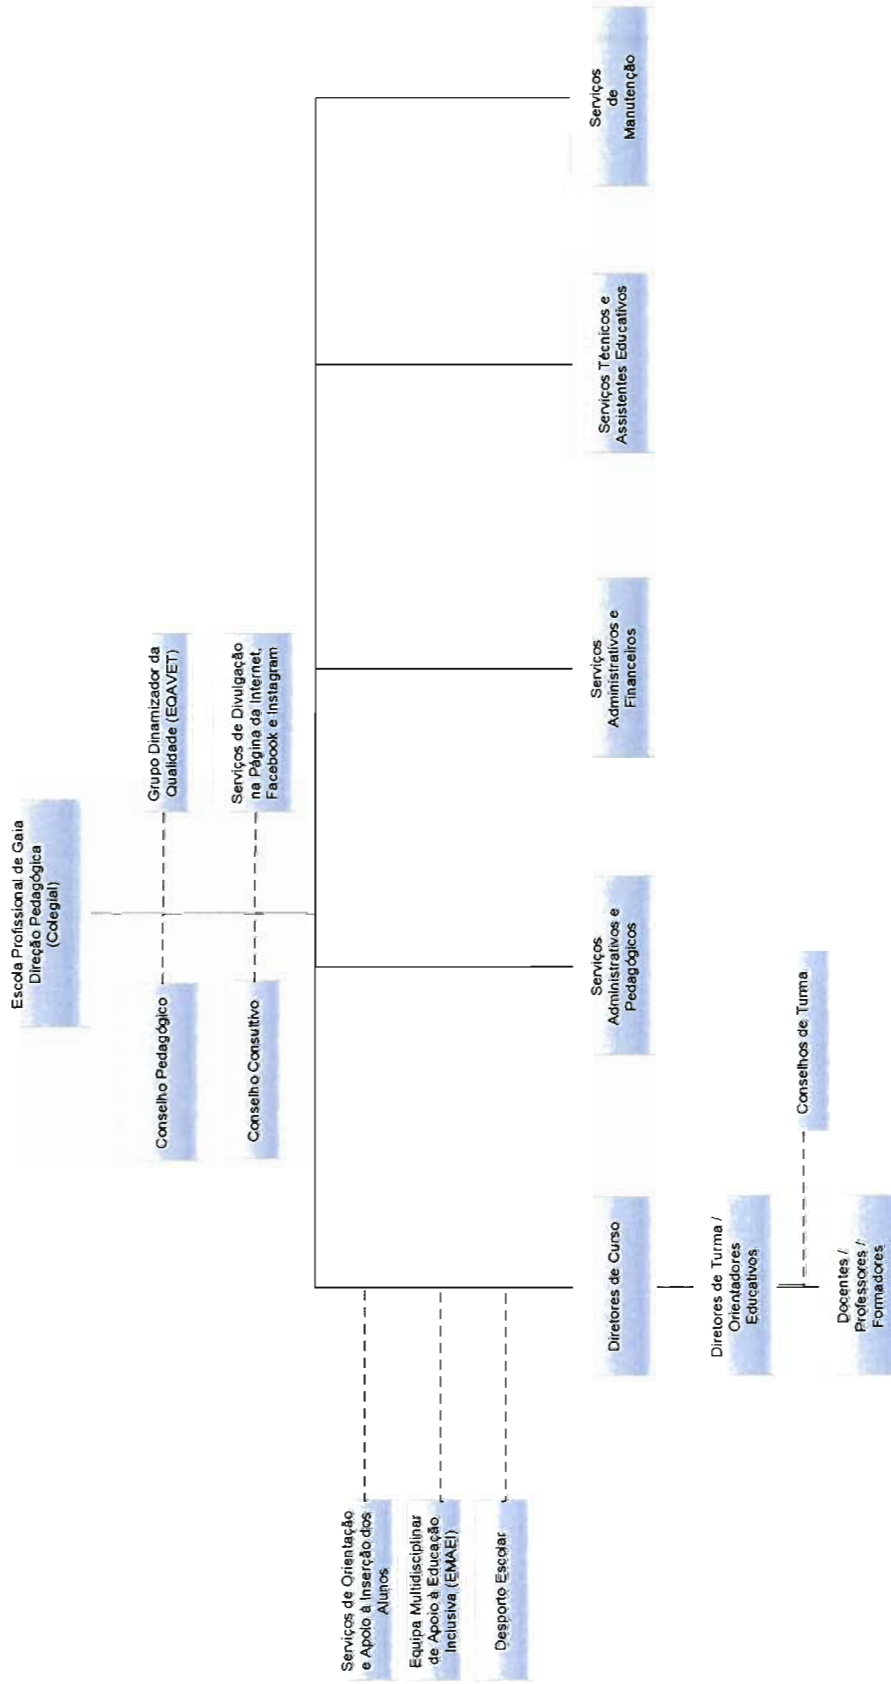 Escola Profissional de Gaia
Direção Pedagógica
(Colegial)
Conselho Pedagógico
Grupo Dinamizador da
Qualidade (EQAVET)
Conselho Consultivo
Serviços de Divulgação
na Página da Internet,
Facebook e Instagram
Serviços de Orientação
e Apoio à Inserção dos
Alunos
Equipa Multidisciplinar
de Apoio à Educação
Inclusiva (EMAEI)
Desporto Escolar
Diretores de Curso
Serviços
Administrativos e
Pedagógicos
Serviços
Administrativos e
Financeiros
Serviços Técnicos e
Assistentes Educativos
Serviços
de
Manutenção
Diretores de Turma /
Orientadores
Educativos
Conselhos de Turma
Docentes /
Professores /
Formadores